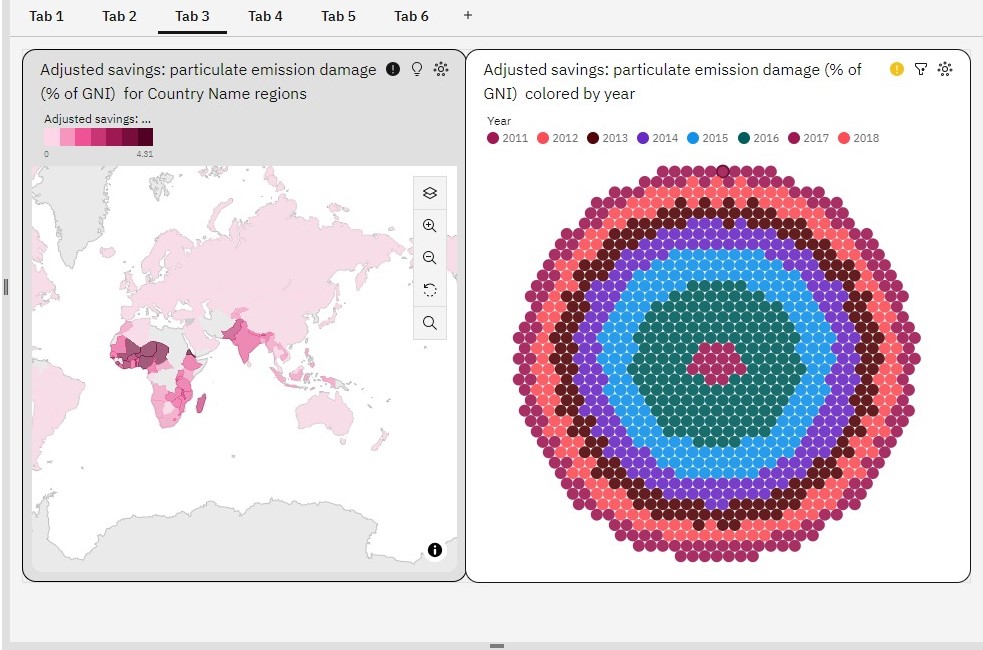 Tab 1 Tab 2 Tab 3 Tab 4 Tab 5 Tab 6 +
Adjusted savings: particulate emission damage
(% of GNI) for Country Name regions
Adjusted savings: ...
0 4.31
Adjusted savings: particulate emission damage (% of
GNI) colored by year
Year
2011 2012 2013 2014 2015 2016 2017 2018